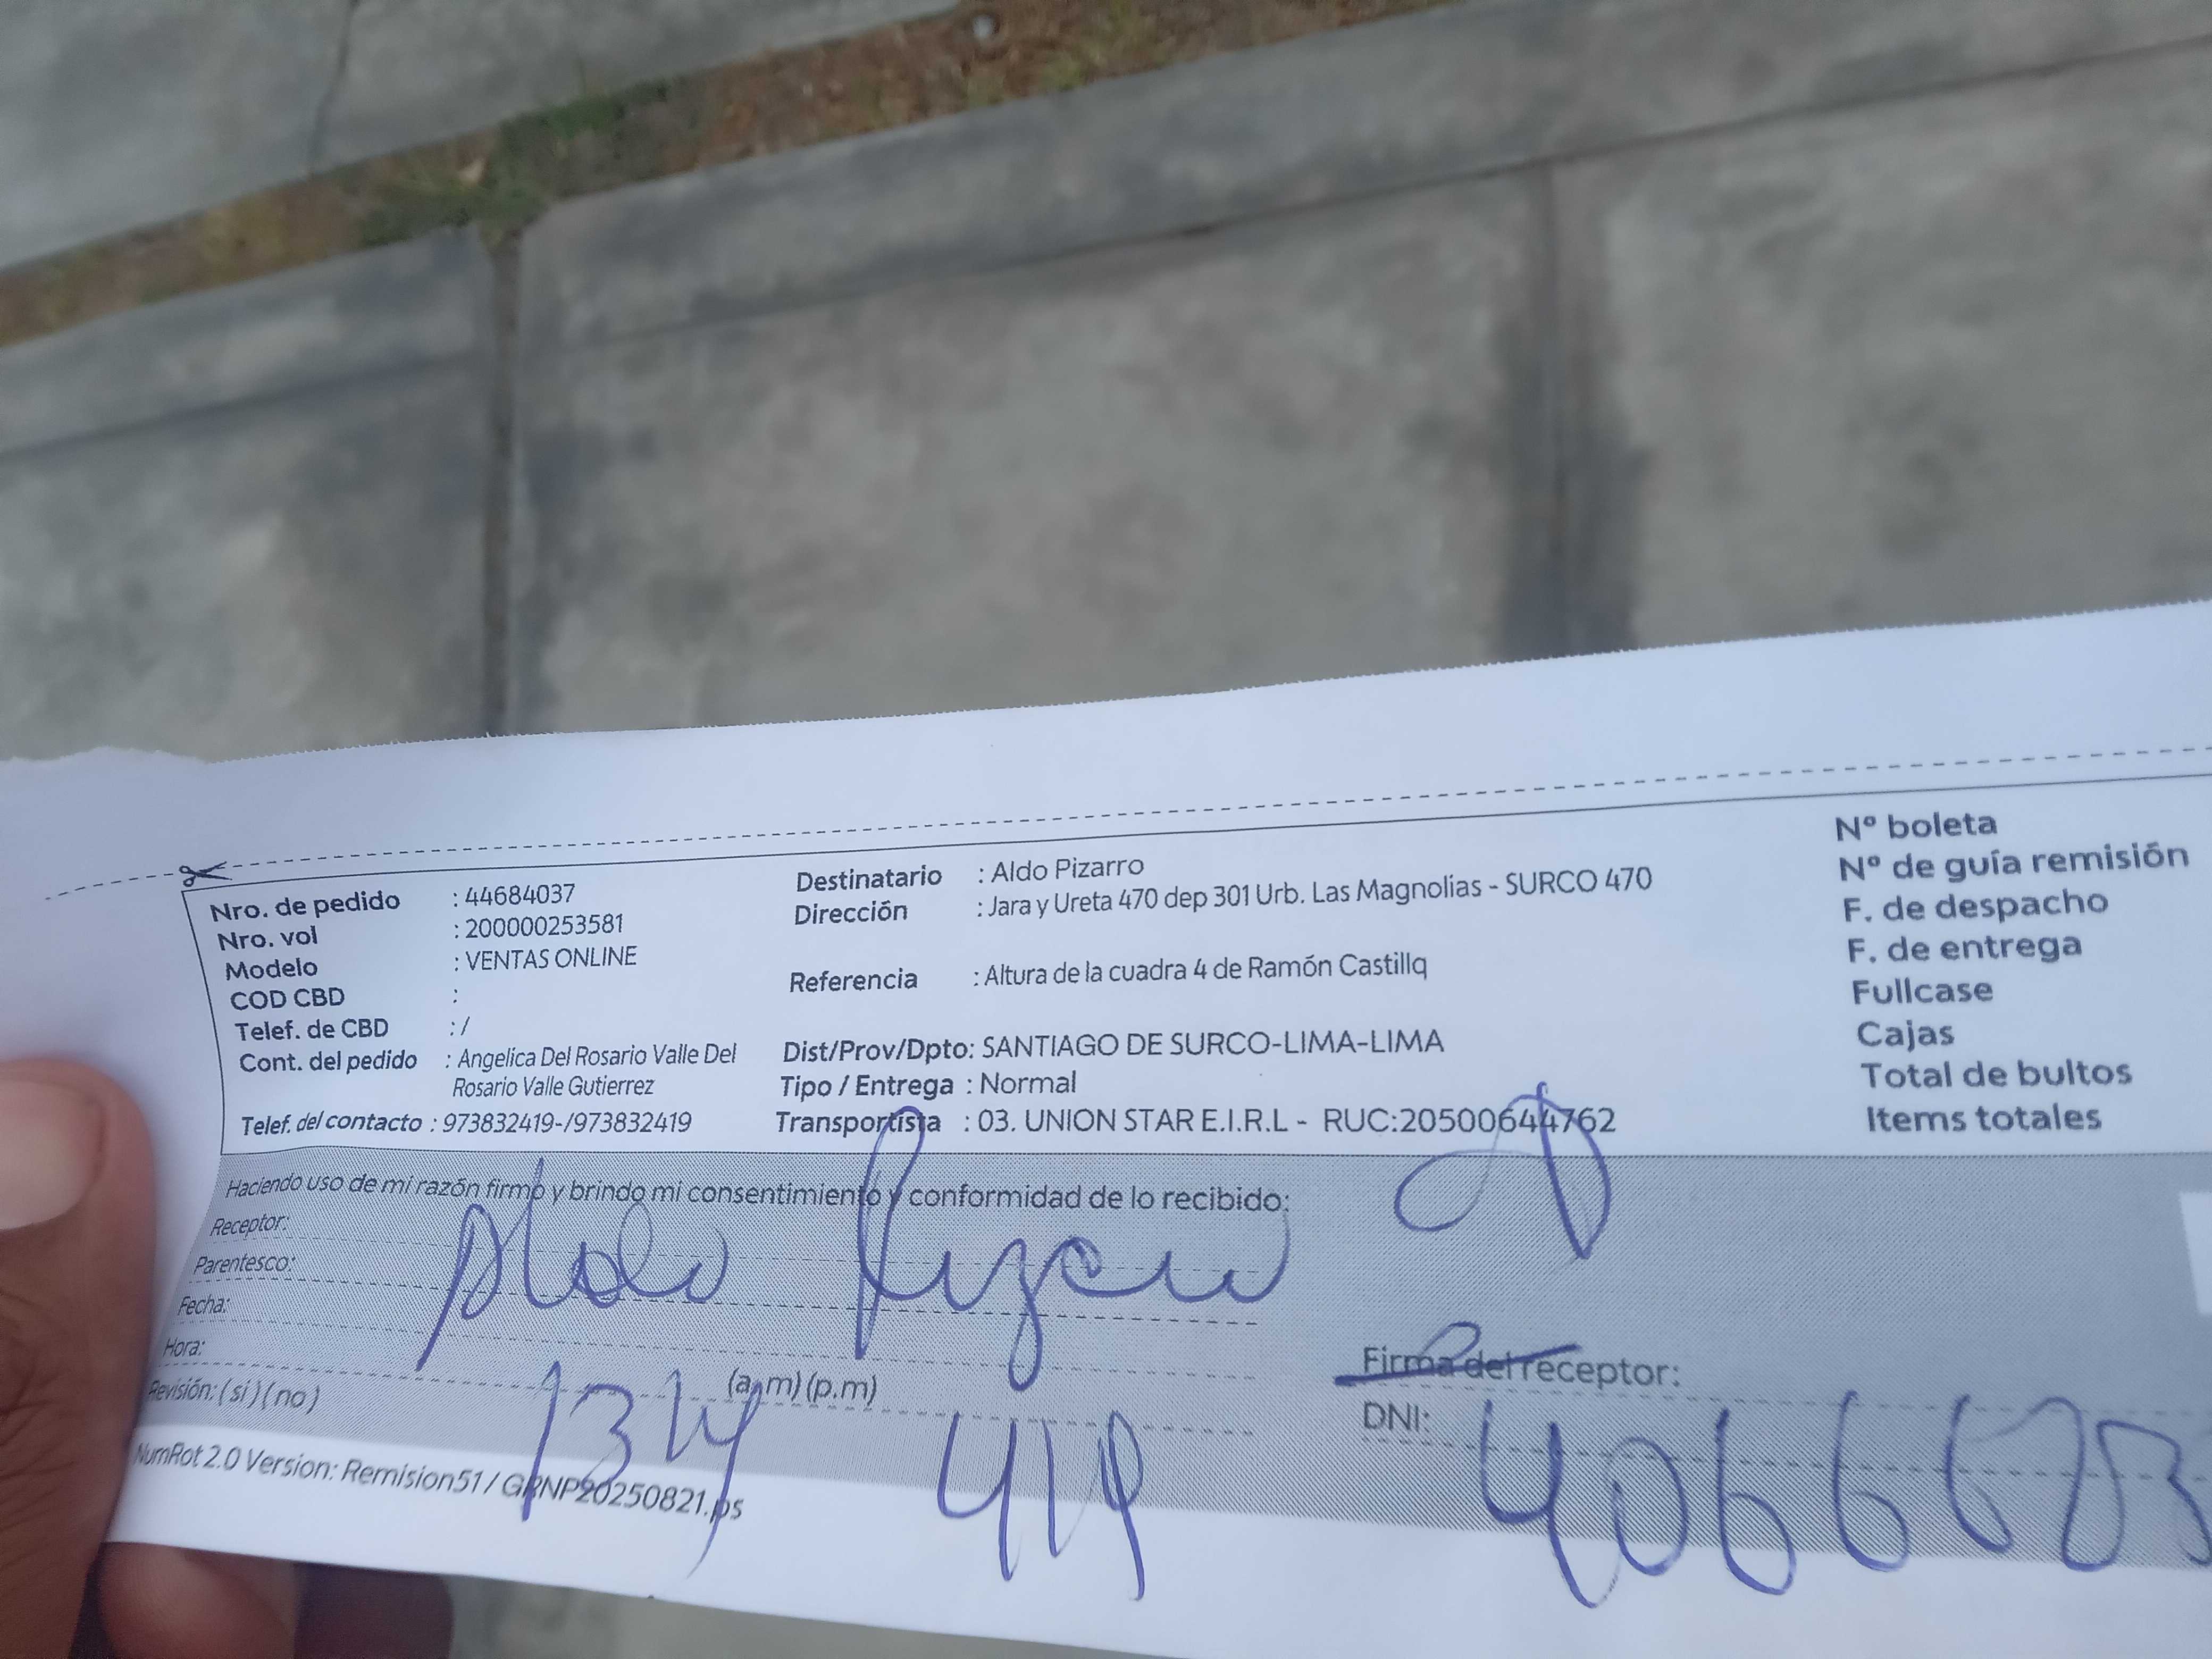 Nro. de pedido : 44684037
Nro. vol : 200000253581
Modelo : VENTAS ONLINE
COD CBD :
Telef. de CBD : /
Cont. del pedido : Angelica Del Rosario Valle Del
Rosario Valle Gutierrez
Telef. del contacto : 973832419-/973832419
Destinatario : Aldo Pizarro
Dirección : Jara y Ureta 470 dep 301 Urb. Las Magnolias - SURCO 470
Referencia : Altura de la cuadra 4 de Ramón Castillq
Dist/Prov/Dpto: SANTIAGO DE SURCO-LIMA-LIMA
Tipo / Entrega : Normal
Transportista : 03. UNION STAR E.I.R.L - RUC:20500644762
Nº boleta
Nº de guía remisión
F. de despacho
F. de entrega
Fullcase
Cajas
Total de bultos
Items totales
Haciendo uso de mi razón firmo y brindo mi consentimiento y conformidad de lo recibido:
Receptor:
Parentesco:
Aldo Pizarro
Fecha:
Hora: (a.m) (p.m)
Revisión: ( si ) ( no )
Firma del receptor:
DNI:
NumRot 2.0 Version: Remision51 / GRNP20250821.ps